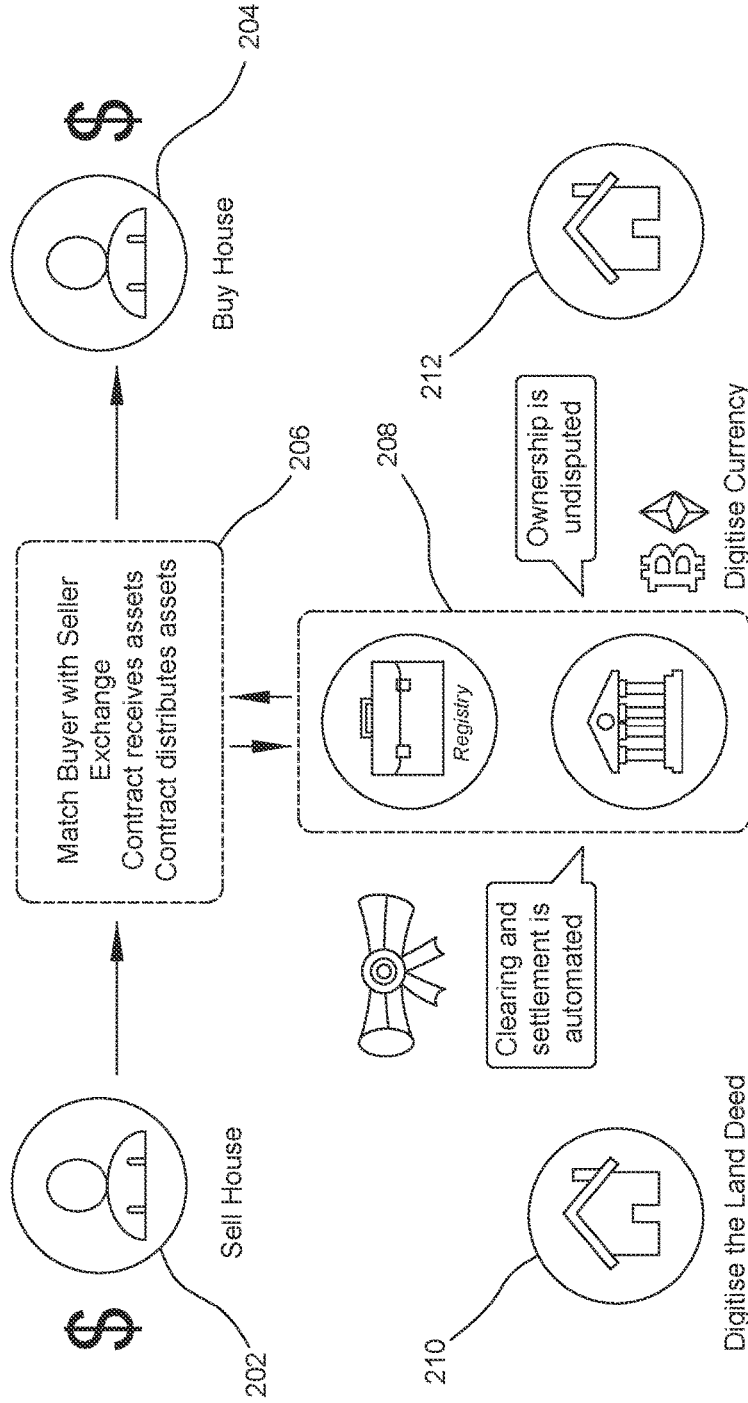 $
202
Sell House
Match Buyer with Seller
Exchange
Contract receives assets
Contract distributes assets
206
$
204
Buy House
210
Digitise the Land Deed
Clearing and
settlement is
automated
208
Registry
Ownership is
undisputed
B
Digitise Currency
212